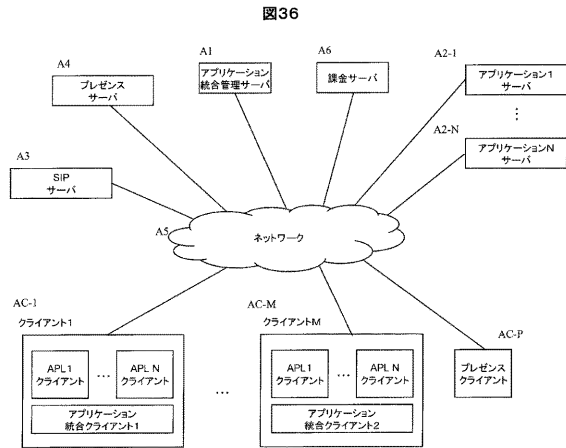 図36
A4
プレゼンス
サーバ
A1
アプリケーション
統合管理サーバ
A6
課金サーバ
A2-1
アプリケーション1
サーバ
⋮
A2-N
アプリケーションN
サーバ
A3
SIP
サーバ
A5
ネットワーク
AC-1
クライアント1
APL1
クライアント
…
APL N
クライアント
アプリケーション
統合クライアント1
…
AC-M
クライアントM
APL1
クライアント
…
APL N
クライアント
アプリケーション
統合クライアント2
AC-P
プレゼンス
クライアント